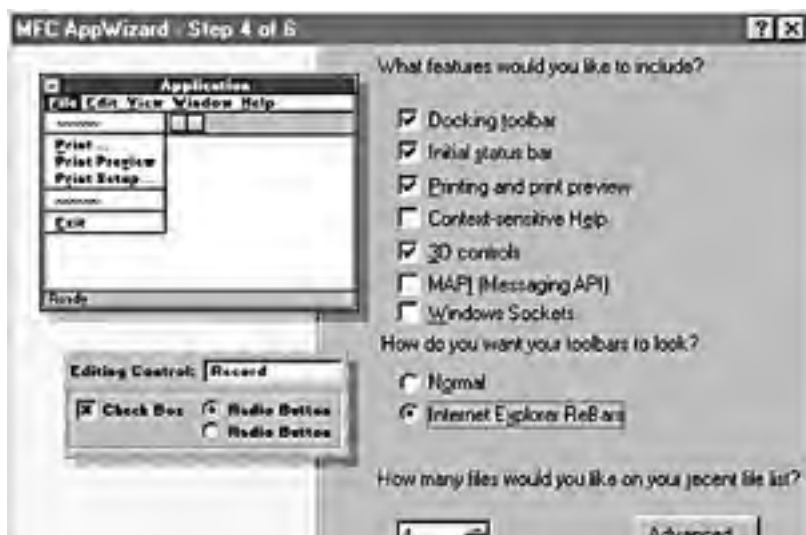 MFC AppWizard - Step 4 of 6
Application
File Edit View Window Help
Print ...
Print Preview
Print Setup...
Exit
Ready
Editing Control: Record
Check Box
Radio Button
Radio Button
What features would you like to include?
Docking toolbar
Initial status bar
Printing and print preview
Context-sensitive Help
3D controls
MAPI (Messaging API)
Windows Sockets
How do you want your toolbars to look?
Normal
Internet Explorer ReBars
How many files would you like on your recent file list?
4
Advanced...